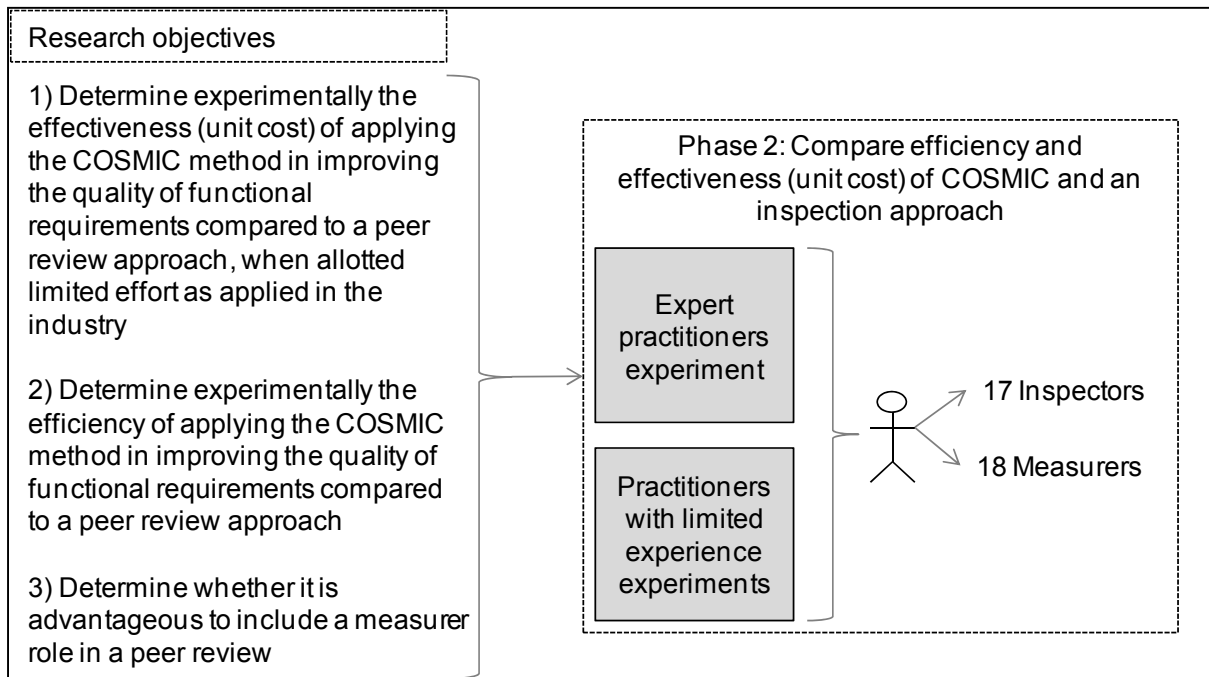 Research objectives
1) Determine experimentally the
effectiveness (unit cost) of applying
the COSMIC method in improving
the quality of functional
requirements compared to a peer
review approach, when allotted
limited effort as applied in the
industry
2) Determine experimentally the
efficiency of applying the COSMIC
method in improving the quality of
functional requirements compared
to a peer review approach
3) Determine whether it is
advantageous to include a measurer
role in a peer review
Phase 2: Compare efficiency and
effectiveness (unit cost) of COSMIC and an
inspection approach
Expert
practitioners
experiment
Practitioners
with limited
experience
experiments
17 Inspectors
18 Measurers